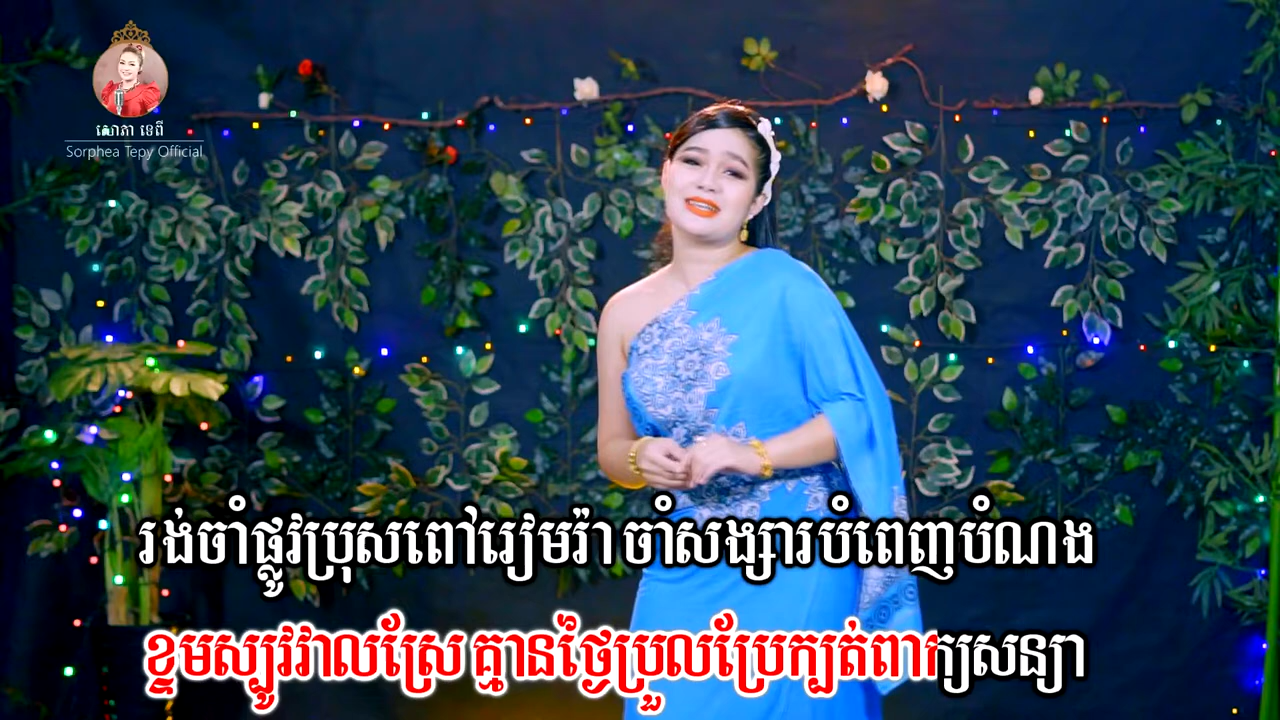 សោភា ទេពី
Sorphea Tepy Official
រង់ចាំផ្លូវប្រុសពៅរៀមរ៉ា ចាំសង្សារបំពេញបំណង
ខ្ទមស្បូវវាលស្រែ គ្មានថ្ងៃប្រួលប្រែក្បត់ពាក្យសន្យា